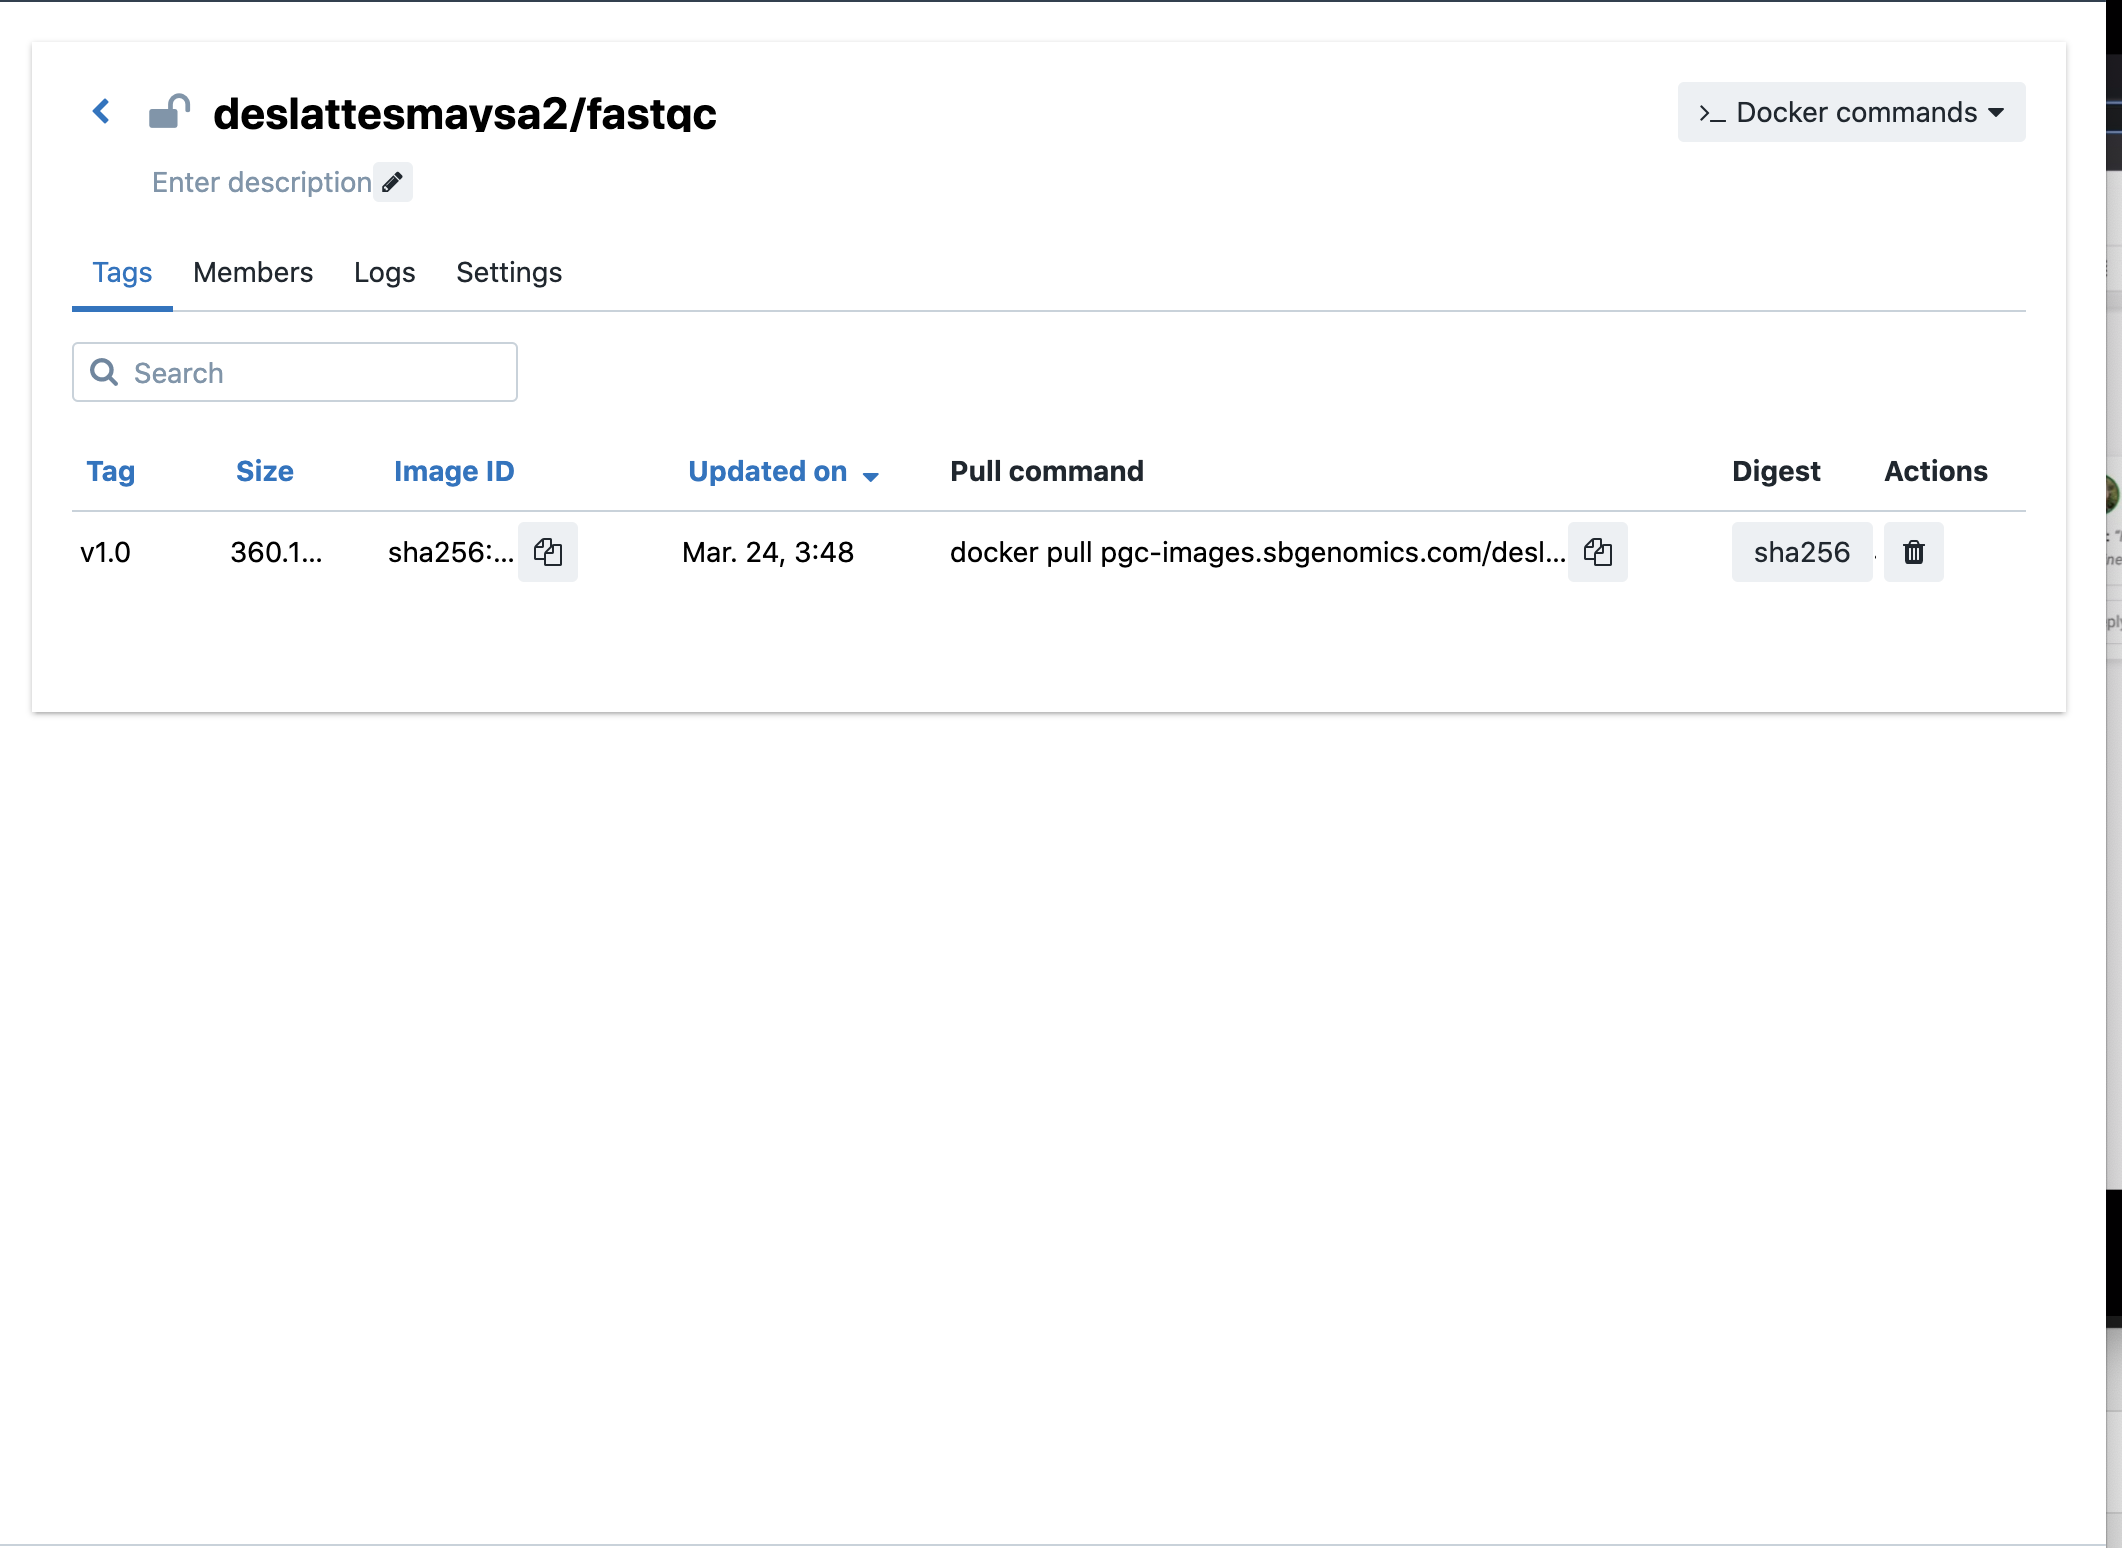 deslattesmaysa2/fastqc
>_ Docker commands
Enter description
Tags Members Logs Settings
Search
Tag Size Image ID Updated on Pull command Digest Actions
v1.0 360.1... sha256:... Mar. 24, 3:48 docker pull pgc-images.sbgenomics.com/desl... sha256